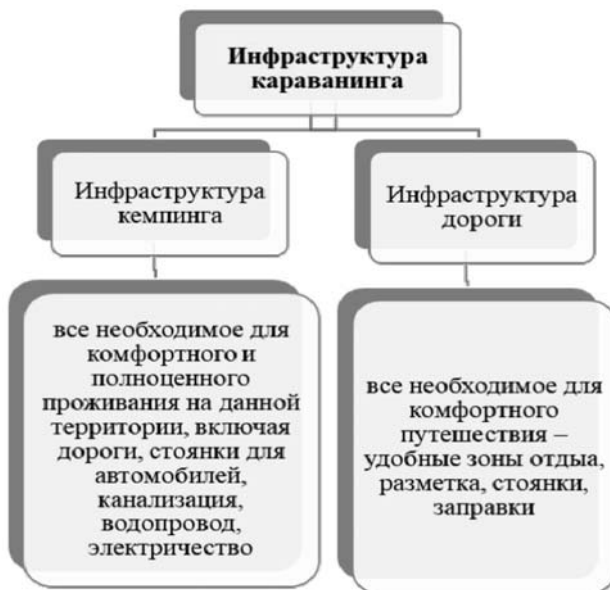 Инфраструктура
караванинга
Инфраструктура
кемпинга
Инфраструктура
дороги
все необходимое для
комфортного и
полноценного
проживания на данной
территории, включая
дороги, стоянки для
автомобилей,
канализация,
водопровод,
электричество
все необходимое для
комфортного
путешествия –
удобные зоны отдыа,
разметка, стоянки,
заправки